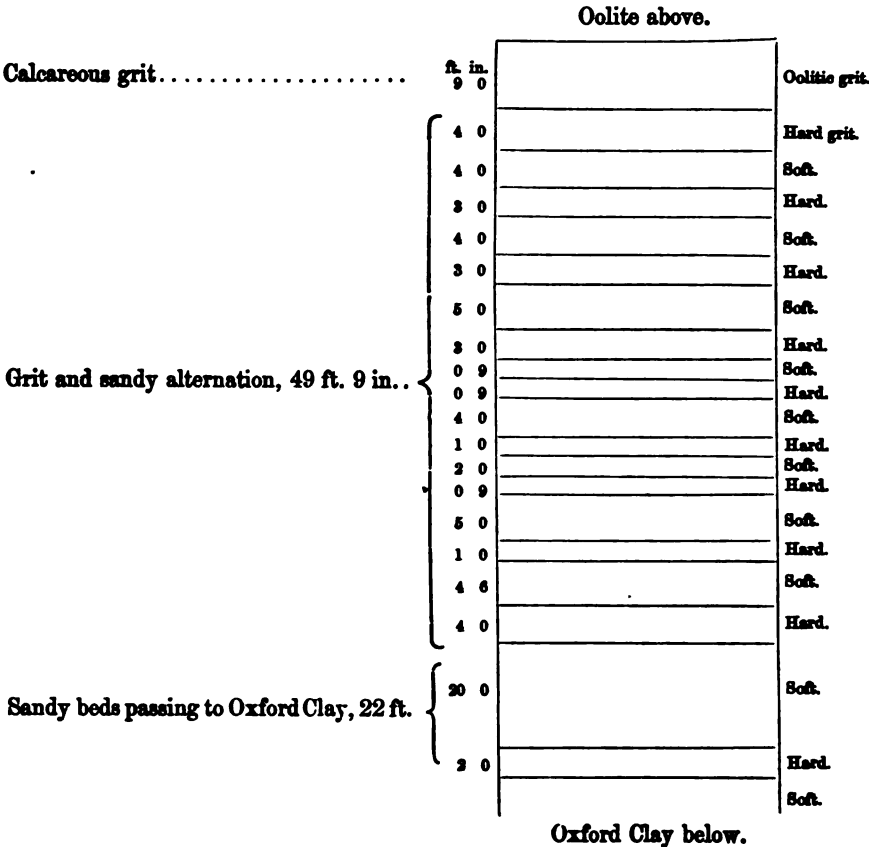 Oolite above.
Calcareous grit...................
ft. in.
9 0 Oolitic grit.
4 0 Hard grit.
4 0 Soft.
3 0 Hard.
4 0 Soft.
3 0 Hard.
5 0 Soft.
3 0 Hard.
0 9 Soft.
Grit and sandy alternation, 49 ft. 9 in..
0 9 Hard.
4 0 Soft.
1 0 Hard.
2 0 Soft.
0 9 Hard.
5 0 Soft.
1 0 Hard.
4 6 Soft.
4 0 Hard.
20 0 Soft.
Sandy beds passing to Oxford Clay, 22 ft.
2 0 Hard.
Soft.
Oxford Clay below.